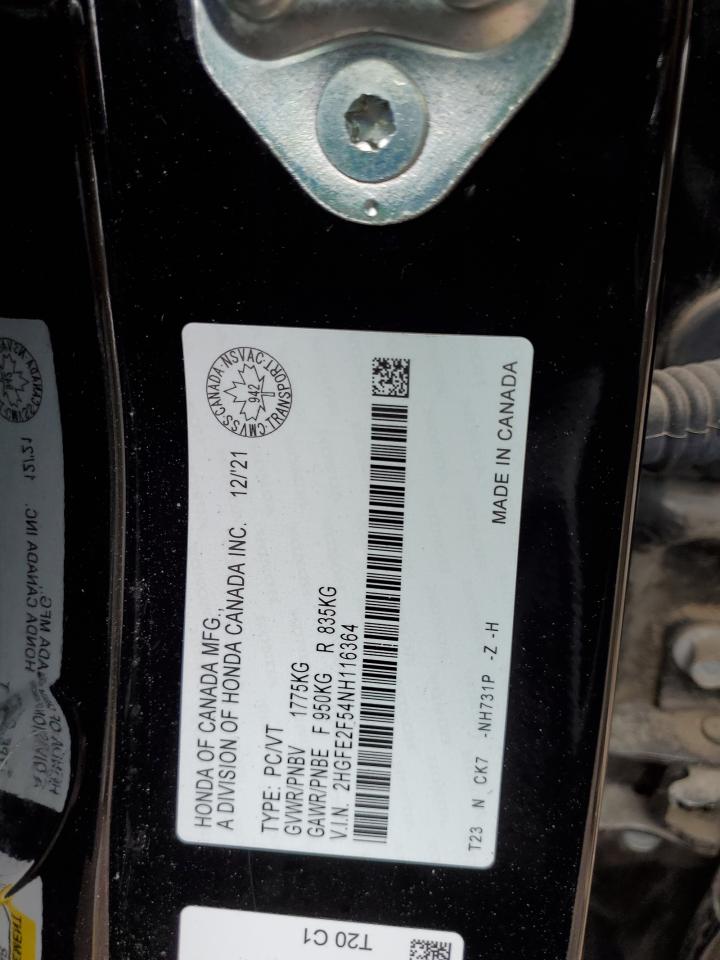 HONDA OF CANADA MFG.,
A DIVISION OF HONDA CANADA INC. 12/'21
CMVSS·CANADA·NSVAC·TRANSPORT
942
TYPE: PC/VT
GVWR/PNBV 1775KG
GAWR/PNBE F 950KG R 835KG
V.I.N. 2HGFE2F54NH116364
T23 N CK7 -NH731P -Z -H MADE IN CANADA
T20 C1